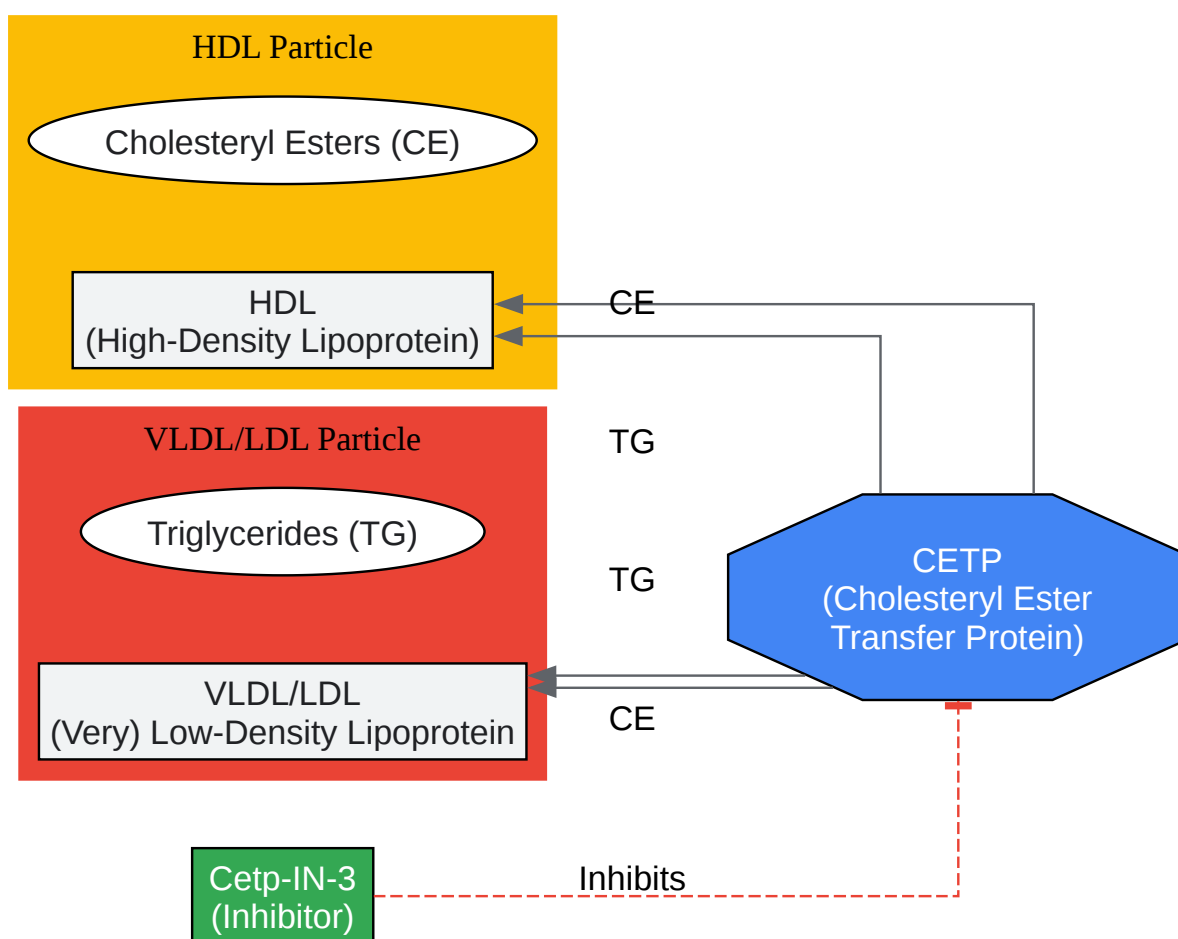 HDL Particle
Cholesteryl Esters (CE)
HDL
(High-Density Lipoprotein)
CE
VLDL/LDL Particle
TG
Triglycerides (TG)
TG
CETP
(Cholesteryl Ester
Transfer Protein)
VLDL/LDL
(Very) Low-Density Lipoprotein
CE
Cetp-IN-3
(Inhibitor)
Inhibits